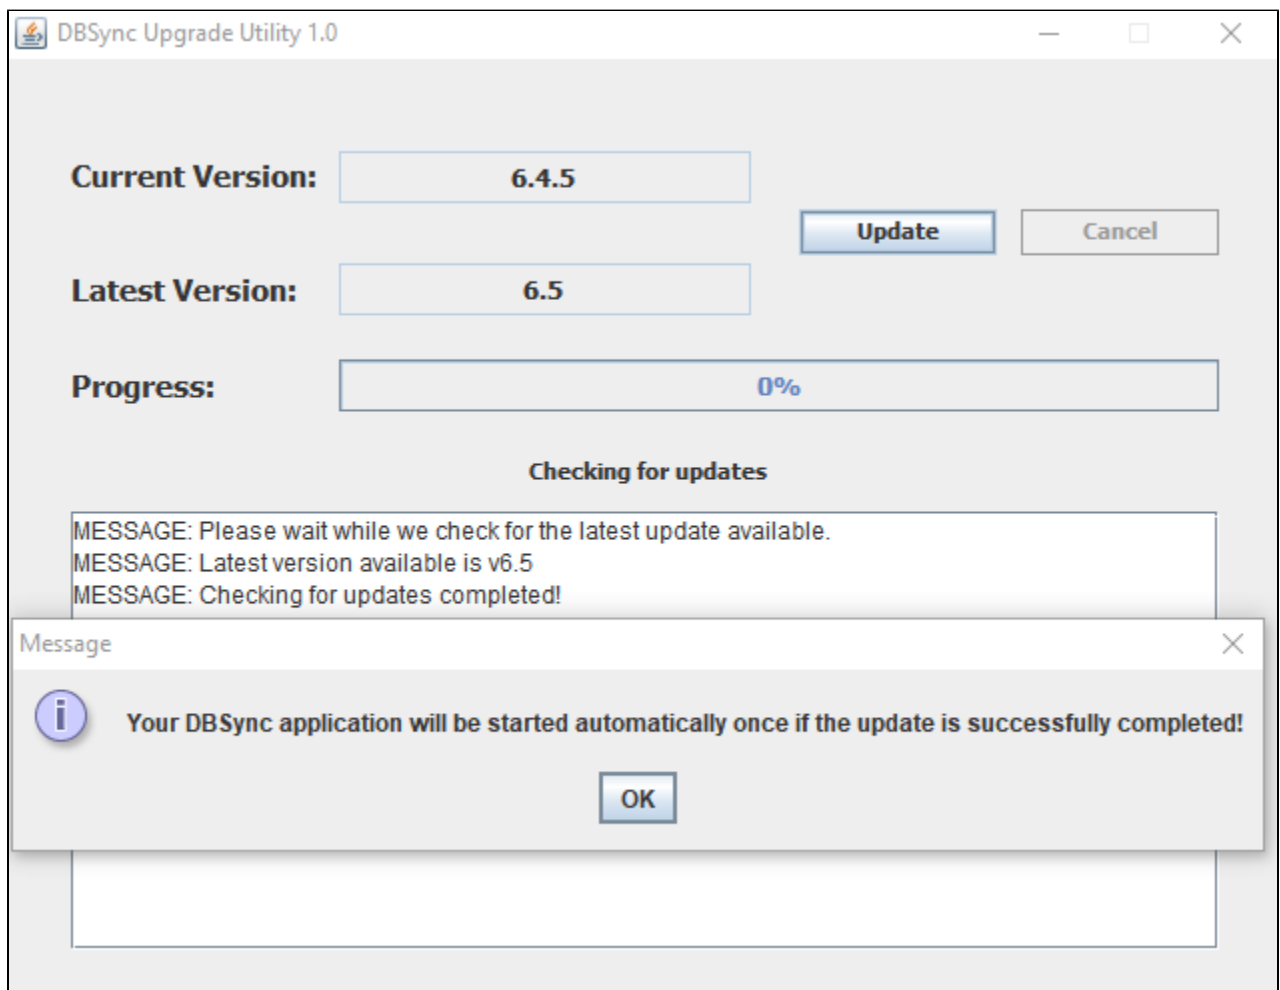 DBSync Upgrade Utility 1.0
Current Version: 6.4.5
Update Cancel
Latest Version: 6.5
Progress: 0%
Checking for updates
MESSAGE: Please wait while we check for the latest update available.
MESSAGE: Latest version available is v6.5
MESSAGE: Checking for updates completed!
Message
i
Your DBSync application will be started automatically once if the update is successfully completed!
OK